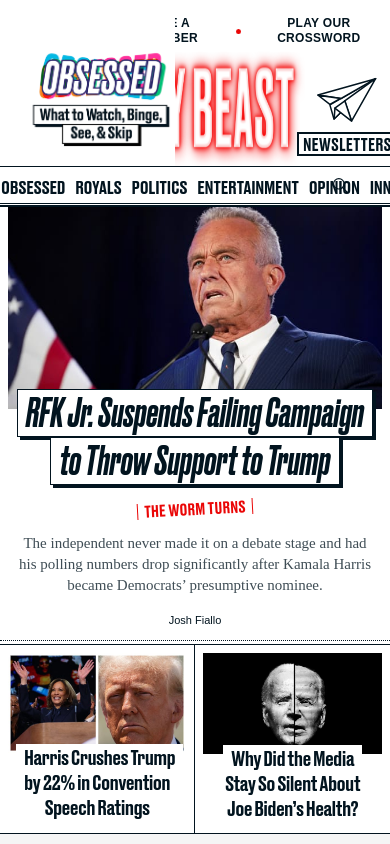 E A
BER
PLAY OUR
CROSSWORD
OBSESSED
What to Watch, Binge,
See, & Skip
Y BEAST
NEWSLETTERS
OBSESSED ROYALS POLITICS ENTERTAINMENT OPINION INN
RFK Jr. Suspends Failing Campaign
to Throw Support to Trump
THE WORM TURNS
The independent never made it on a debate stage and had
his polling numbers drop significantly after Kamala Harris
became Democrats’ presumptive nominee.
Josh Fiallo
Harris Crushes Trump
by 22% in Convention
Speech Ratings
Why Did the Media
Stay So Silent About
Joe Biden’s Health?